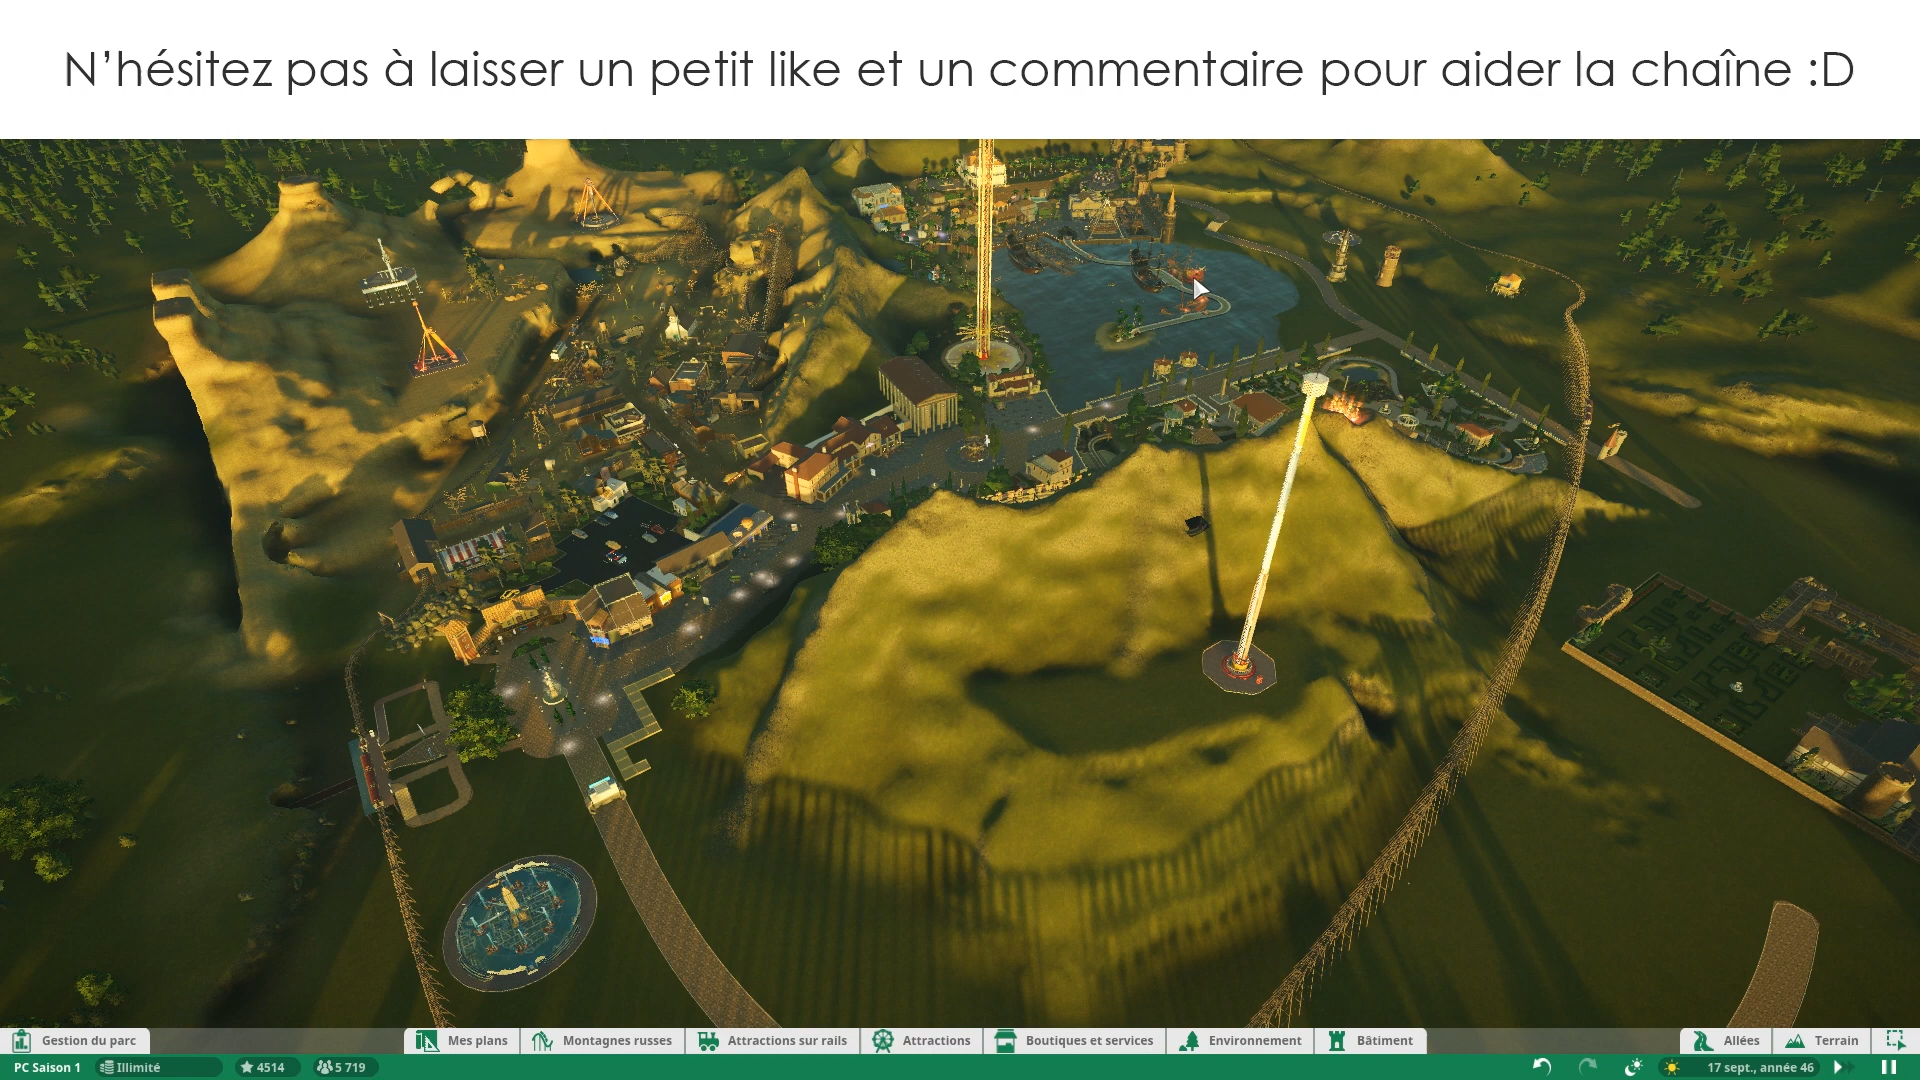 N’hésitez pas à laisser un petit like et un commentaire pour aider la chaîne :D
Gestion du parc
Mes plans
Montagnes russes
Attractions sur rails
Attractions
Boutiques et services
Environnement
Bâtiment
Allées
Terrain
PC Saison 1
Illimité
4514
5 719
17 sept., année 46